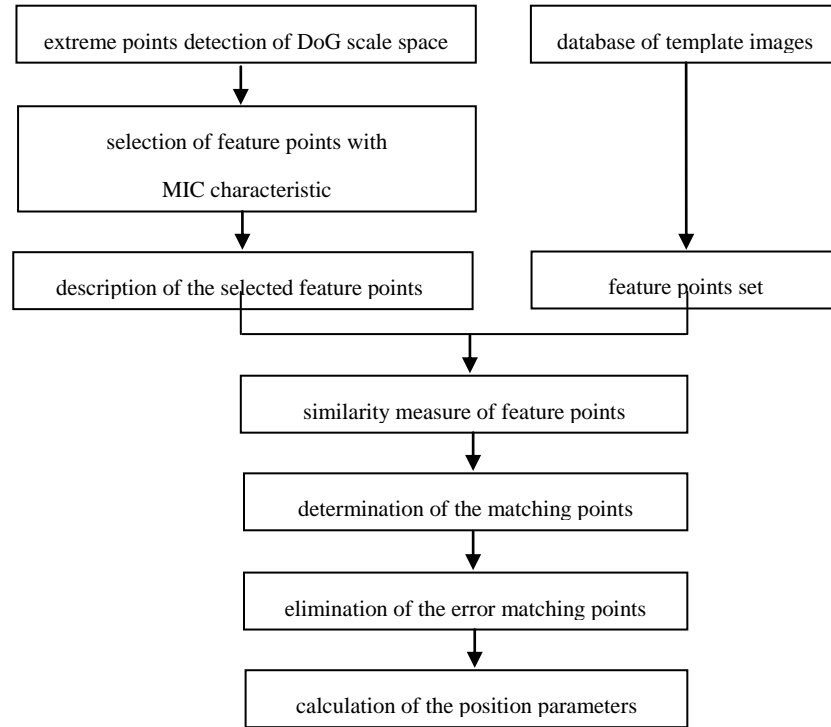 extreme points detection of DoG scale space
database of template images
selection of feature points with
MIC characteristic
description of the selected feature points
feature points set
similarity measure of feature points
determination of the matching points
elimination of the error matching points
calculation of the position parameters